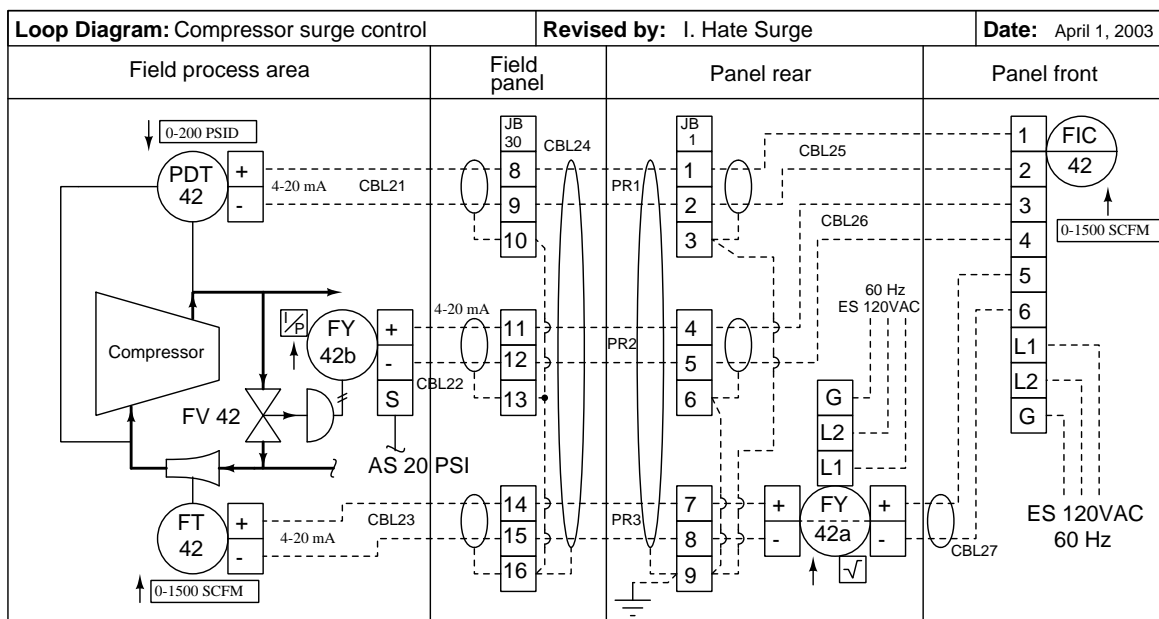 Loop Diagram: Compressor surge control
Revised by: I. Hate Surge
Date: April 1, 2003
Field process area
Field panel
Panel rear
Panel front
0-200 PSID
PDT 42
+
-
4-20 mA
CBL21
JB 30
8
9
10
CBL24
PR1
JB 1
1
2
3
CBL25
CBL26
1
2
3
4
5
6
L1
L2
G
FIC 42
0-1500 SCFM
Compressor
I/P
FY 42b
+
-
S
4-20 mA
CBL22
11
12
13
PR2
4
5
6
60 Hz
ES 120VAC
FV 42
AS 20 PSI
G
L2
L1
FT 42
+
-
4-20 mA
CBL23
0-1500 SCFM
14
15
16
PR3
7
8
9
+
-
FY 42a
+
-
√
CBL27
ES 120VAC
60 Hz